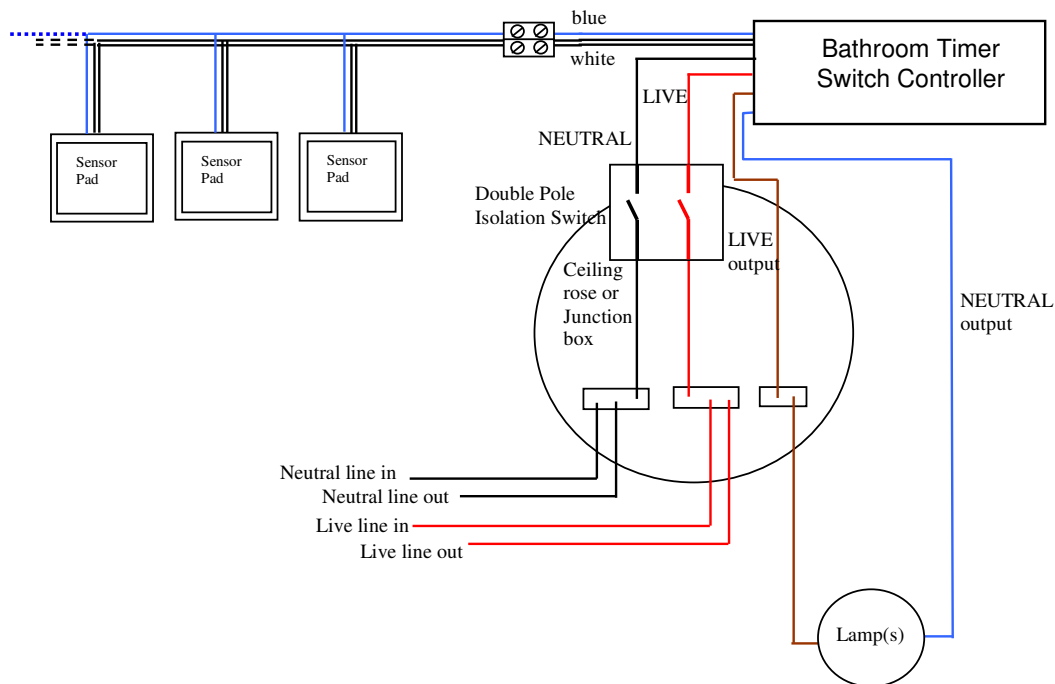 blue
white
Bathroom Timer
Switch Controller
LIVE
NEUTRAL
Sensor
Pad
Sensor
Pad
Sensor
Pad
Double Pole
Isolation Switch
LIVE
output
Ceiling
rose or
Junction
box
NEUTRAL
output
Neutral line in
Neutral line out
Live line in
Live line out
Lamp(s)